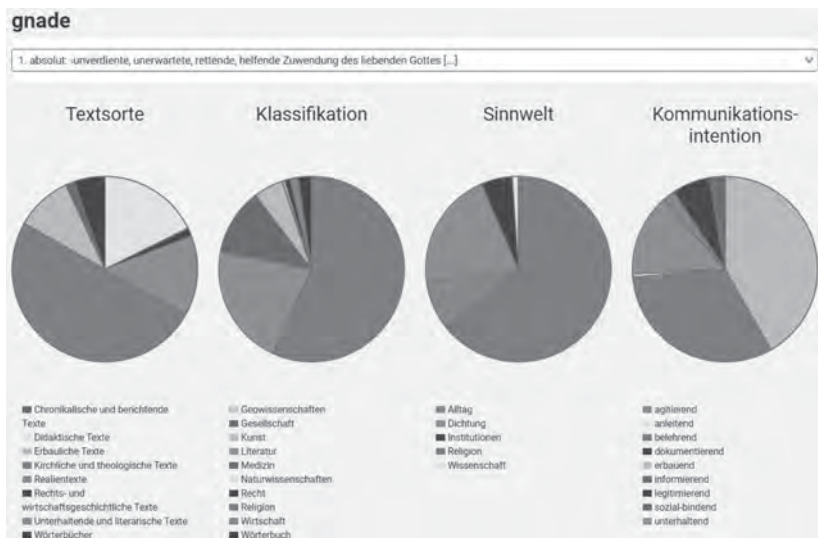 gnade
1. absolut: ›unverdiente, unerwartete, rettende, helfende Zuwendung des liebenden Gottes [...]
Textsorte
Klassifikation
Sinnwelt
Kommunikations-
intention
Chronikalische und berichtende
Texte
Didaktische Texte
Erbauliche Texte
Kirchliche und theologische Texte
Realientexte
Rechts- und
wirtschaftsgeschichtliche Texte
Unterhaltende und literarische Texte
Wörterbücher
Geowissenschaften
Gesellschaft
Kunst
Literatur
Medizin
Naturwissenschaften
Recht
Religion
Wirtschaft
Wörterbuch
Alltag
Dichtung
Institutionen
Religion
Wissenschaft
agitierend
anleitend
belehrend
dokumentierend
erbauend
informierend
legitimierend
sozial-bindend
unterhaltend